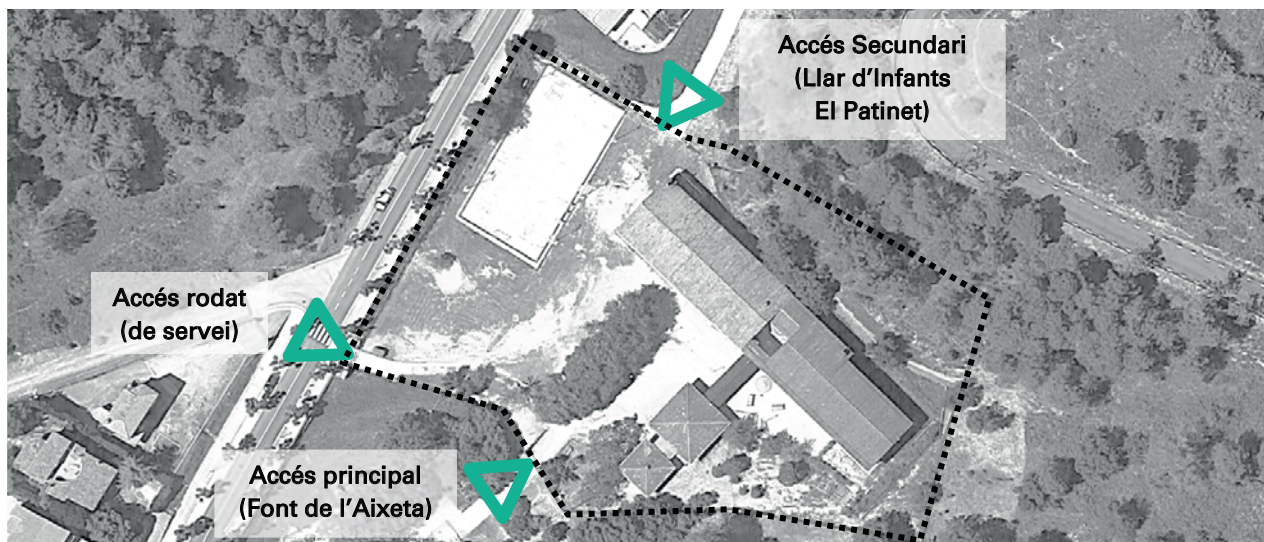 Accés Secundari
(Llar d'Infants
El Patinet)
Accés rodat
(de servei)
Accés principal
(Font de l'Aixeta)